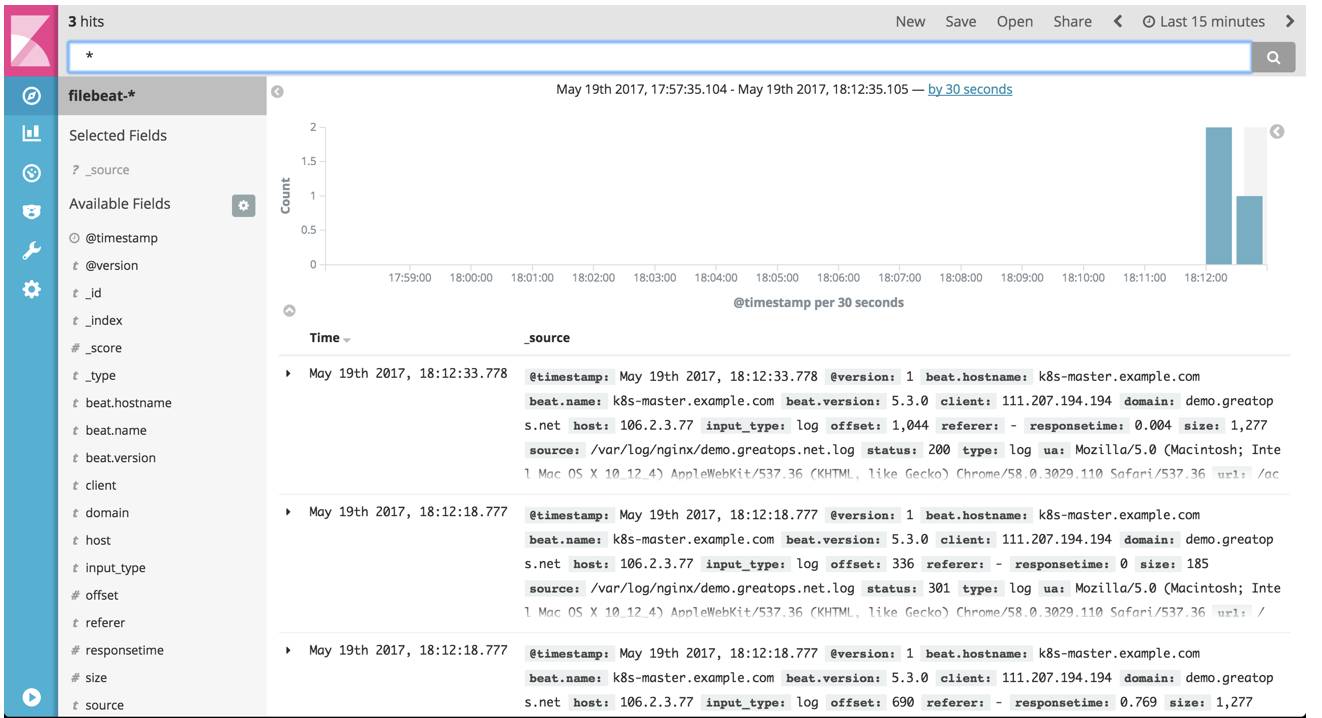 3 hits
New Save Open Share Last 15 minutes
*
filebeat-*
Selected Fields
? _source
Available Fields
@timestamp
t @version
t _id
t _index
# _score
t _type
t beat.hostname
t beat.name
t beat.version
t client
t domain
t host
t input_type
# offset
t referer
# responsetime
# size
t source
May 19th 2017, 17:57:35.104 - May 19th 2017, 18:12:35.105 — by 30 seconds
Count
2
1.5
1
0.5
0
17:59:00 18:00:00 18:01:00 18:02:00 18:03:00 18:04:00 18:05:00 18:06:00 18:07:00 18:08:00 18:09:00 18:10:00 18:11:00 18:12:00
@timestamp per 30 seconds
Time _source
May 19th 2017, 18:12:33.778 @timestamp: May 19th 2017, 18:12:33.778 @version: 1 beat.hostname: k8s-master.example.com
beat.name: k8s-master.example.com beat.version: 5.3.0 client: 111.207.194.194 domain: demo.greatop
s.net host: 106.2.3.77 input_type: log offset: 1,044 referer: - responsetime: 0.004 size: 1,277
source: /var/log/nginx/demo.greatops.net.log status: 200 type: log ua: Mozilla/5.0 (Macintosh; Inte
l Mac OS X 10_12_4) AppleWebKit/537.36 (KHTML, like Gecko) Chrome/58.0.3029.110 Safari/537.36 url: /ac
May 19th 2017, 18:12:18.777 @timestamp: May 19th 2017, 18:12:18.777 @version: 1 beat.hostname: k8s-master.example.com
beat.name: k8s-master.example.com beat.version: 5.3.0 client: 111.207.194.194 domain: demo.greatop
s.net host: 106.2.3.77 input_type: log offset: 336 referer: - responsetime: 0 size: 185
source: /var/log/nginx/demo.greatops.net.log status: 301 type: log ua: Mozilla/5.0 (Macintosh; Inte
l Mac OS X 10_12_4) AppleWebKit/537.36 (KHTML, like Gecko) Chrome/58.0.3029.110 Safari/537.36 url: /
May 19th 2017, 18:12:18.777 @timestamp: May 19th 2017, 18:12:18.777 @version: 1 beat.hostname: k8s-master.example.com
beat.name: k8s-master.example.com beat.version: 5.3.0 client: 111.207.194.194 domain: demo.greatop
s.net host: 106.2.3.77 input_type: log offset: 690 referer: - responsetime: 0.769 size: 1,277